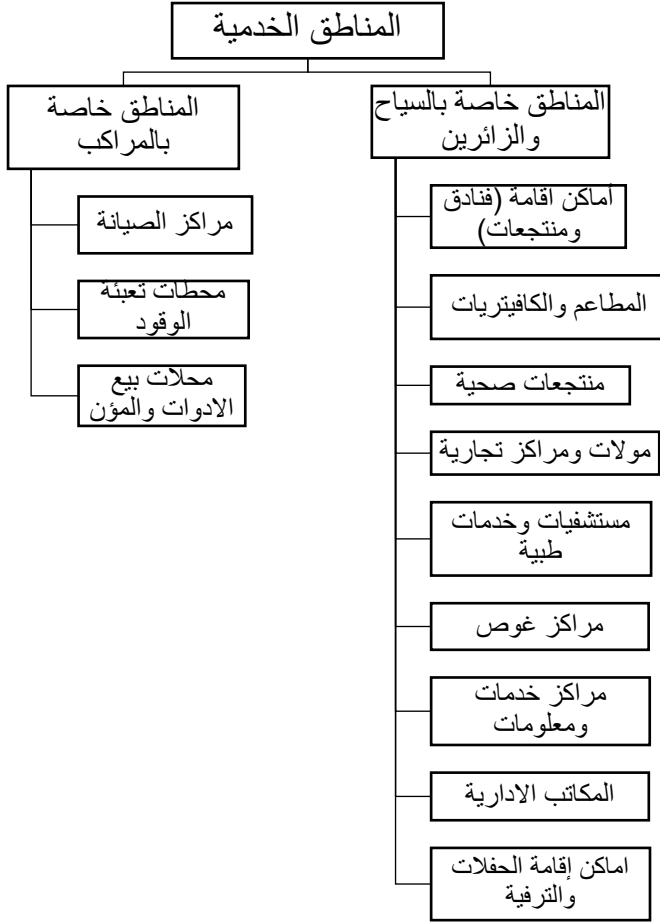 المناطق الخدمية
المناطق خاصة بالسياح
والزائرين
أماكن اقامة (فنادق
ومنتجعات)
المطاعم والكافيتريات
منتجعات صحية
مولات ومراكز تجارية
مستشفيات وخدمات
طبية
مراكز غوص
مراكز خدمات
ومعلومات
المكاتب الادارية
اماكن إقامة الحفلات
والترفية
المناطق خاصة
بالمراكب
مراكز الصيانة
محطات تعبئة
الوقود
محلات بيع
الادوات والمؤن